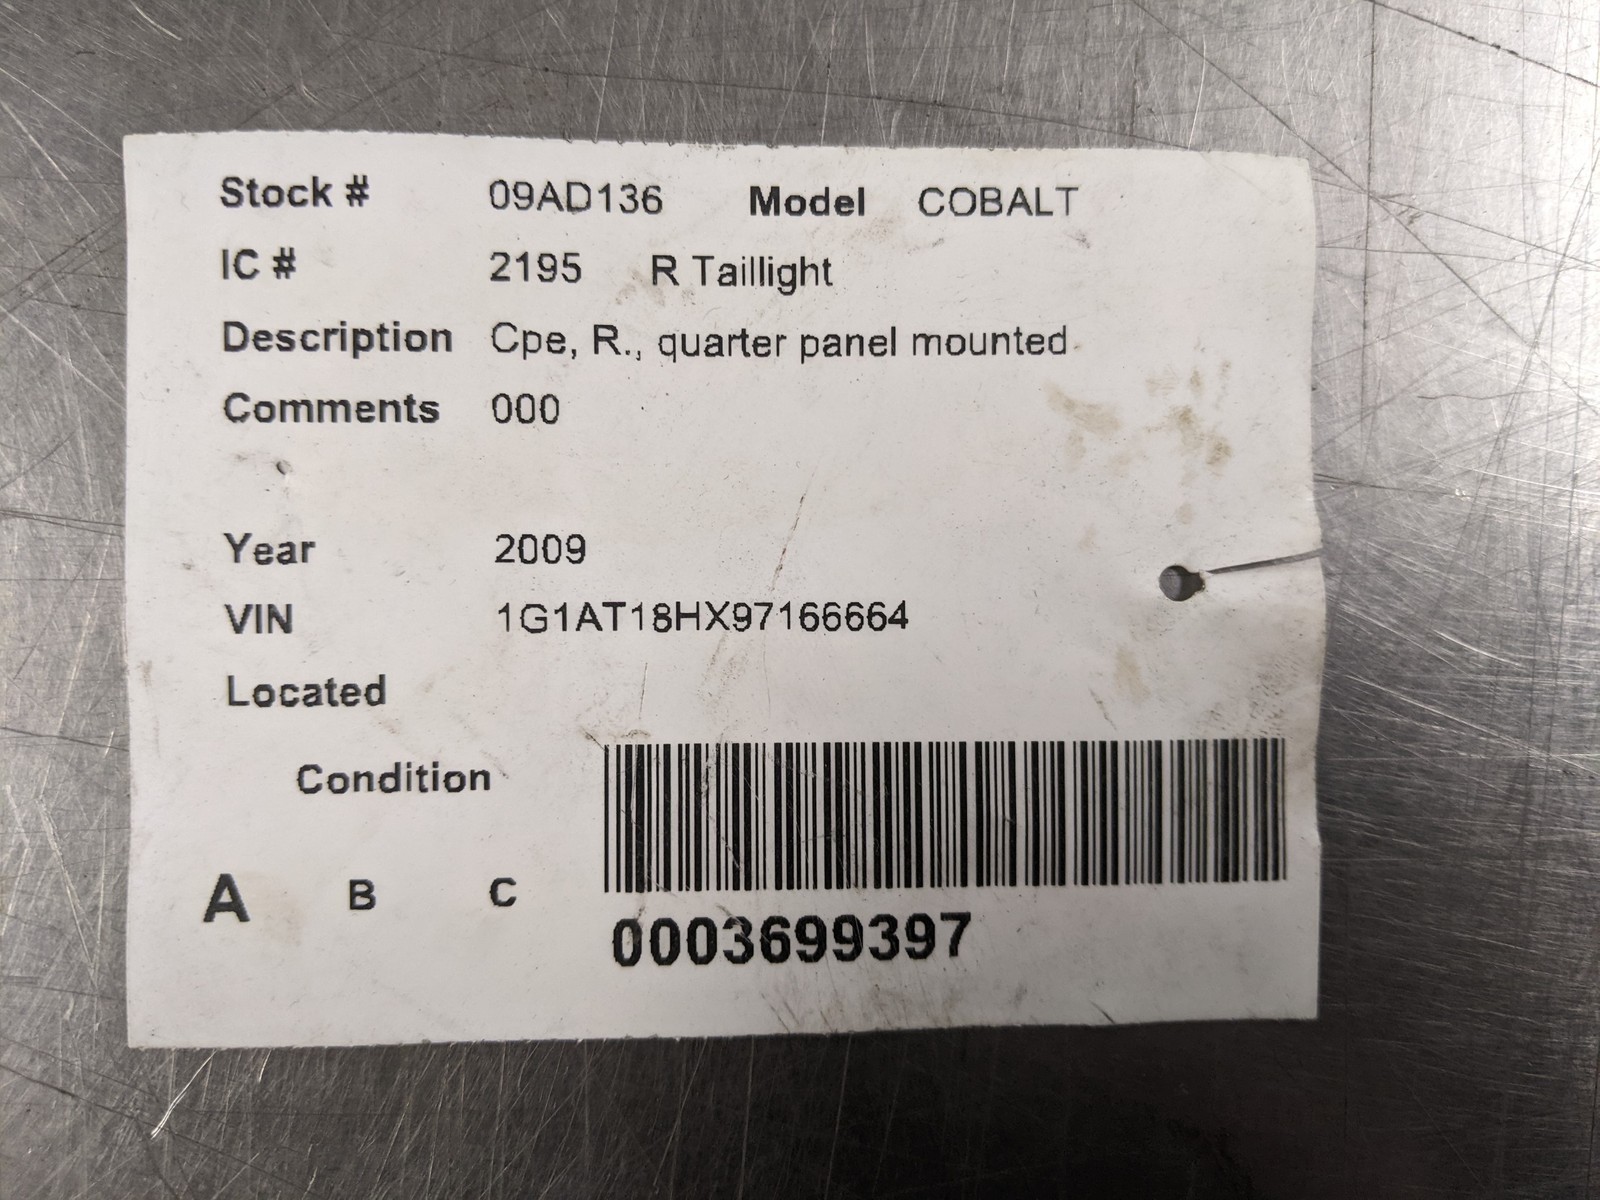 Stock # 09AD136 Model COBALT
IC # 2195 R Taillight
Description Cpe, R., quarter panel mounted
Comments 000
Year 2009
VIN 1G1AT18HX97166664
Located
Condition
A B C
0003699397